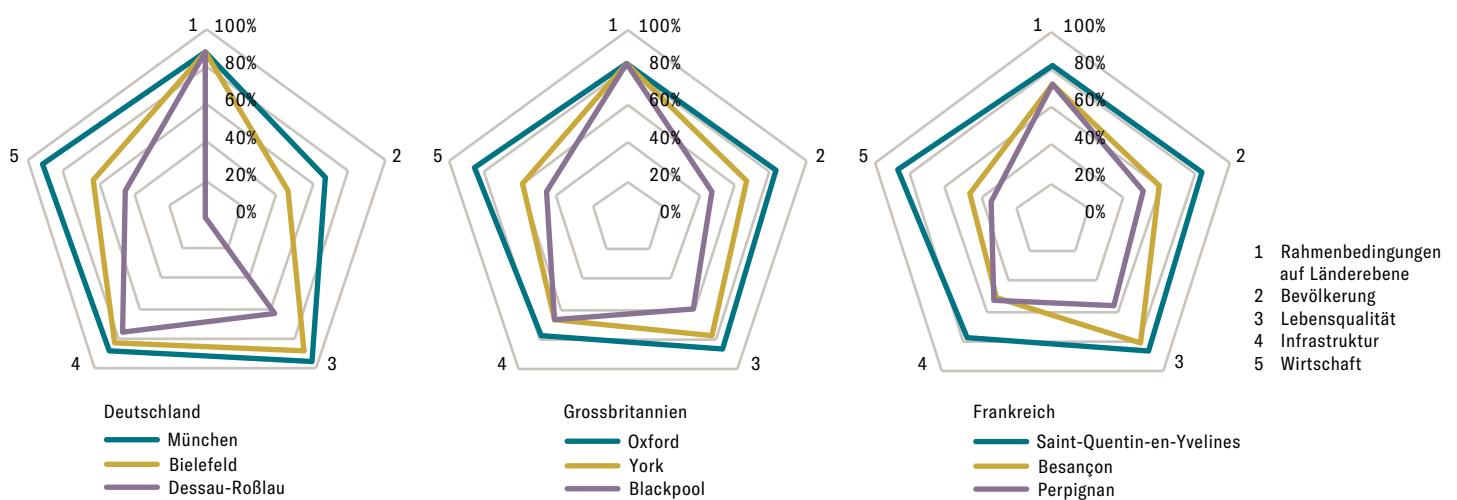 1 100%
80%
60%
40%
20%
0%
5
2
4
3
Deutschland
München
Bielefeld
Dessau-Roßlau
1 100%
80%
60%
40%
20%
0%
5
2
4
3
Grossbritannien
Oxford
York
Blackpool
1 100%
80%
60%
40%
20%
0%
5
2
4
3
Frankreich
Saint-Quentin-en-Yvelines
Besançon
Perpignan
1 Rahmenbedingungen
auf Länderebene
2 Bevölkerung
3 Lebensqualität
4 Infrastruktur
5 Wirtschaft